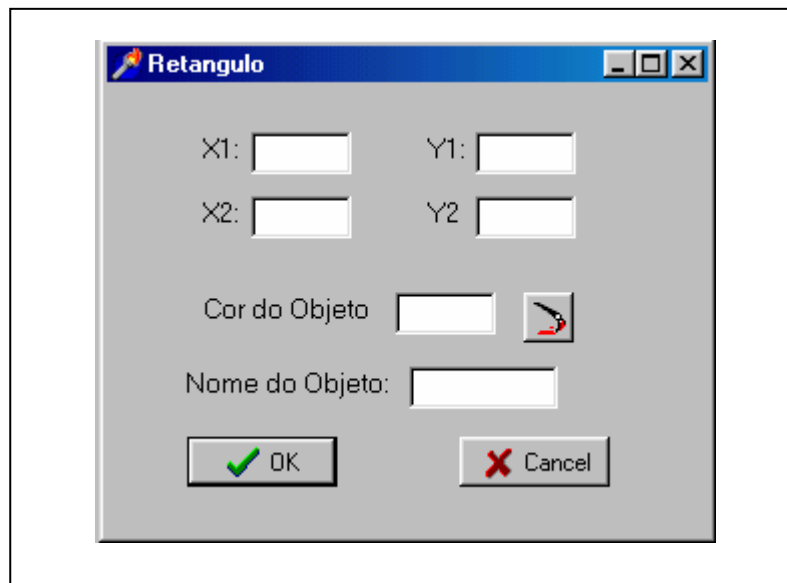 Retangulo
X1: Y1:
X2: Y2
Cor do Objeto
Nome do Objeto:
OK Cancel